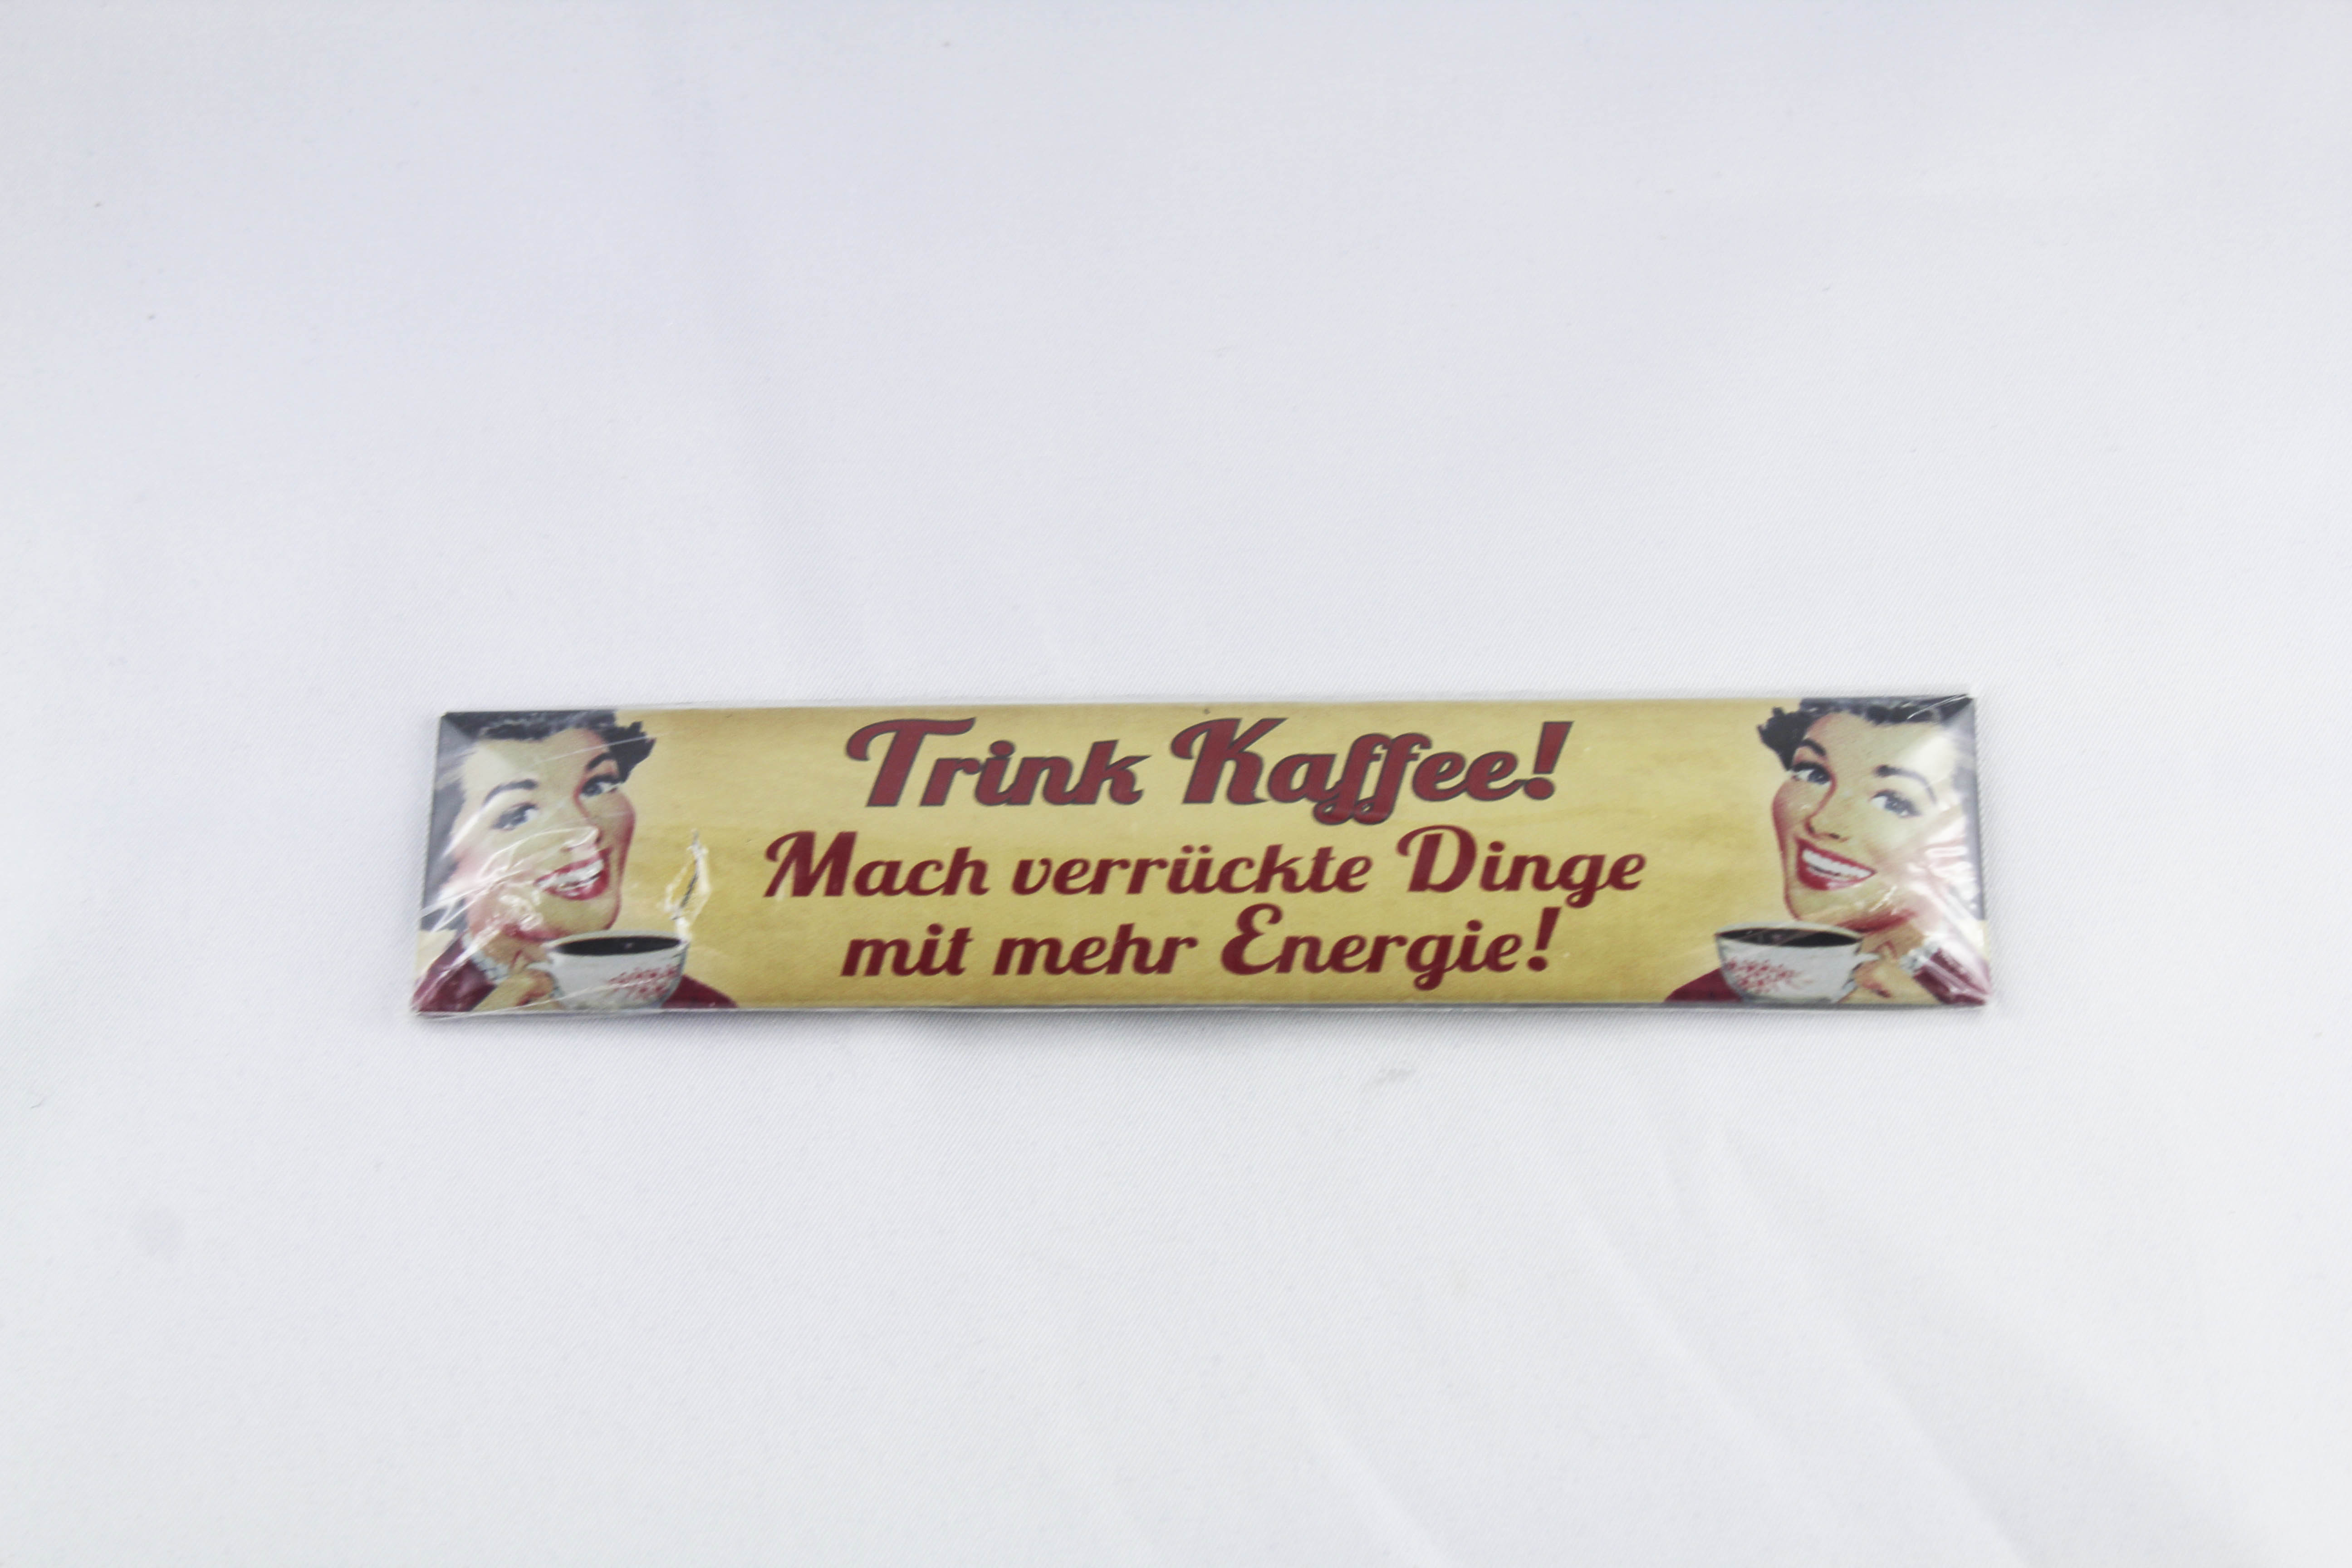 Trink Kaffee!
Mach verrückte Dinge
mit mehr Energie!